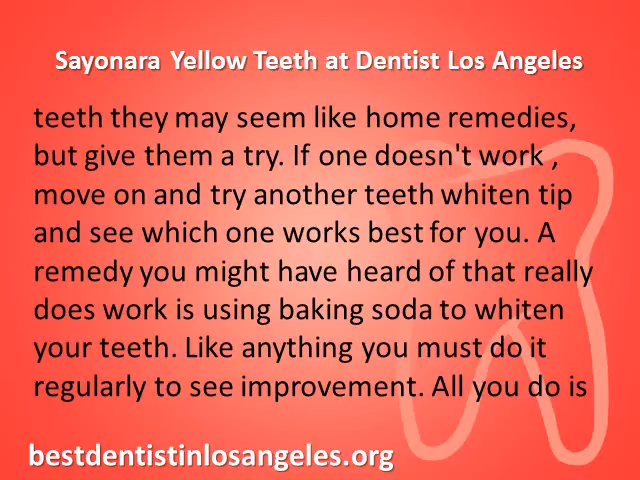 Sayonara Yellow Teeth at Dentist Los Angeles
teeth they may seem like home remedies,
but give them a try. If one doesn't work ,
move on and try another teeth whiten tip
and see which one works best for you. A
remedy you might have heard of that really
does work is using baking soda to whiten
your teeth. Like anything you must do it
regularly to see improvement. All you do is
bestdentistinlosangeles.org